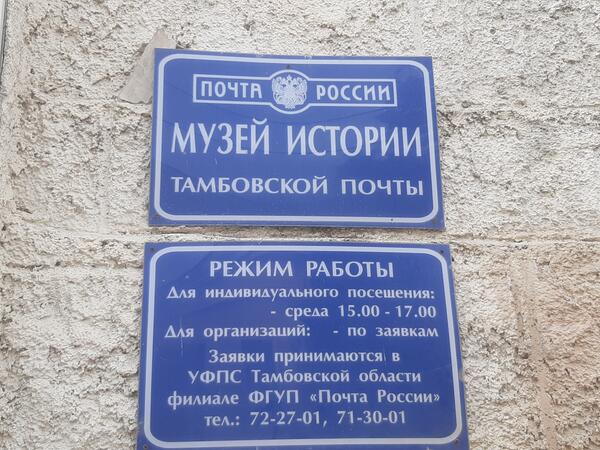 ПОЧТА РОССИИ
МУЗЕЙ ИСТОРИИ
ТАМБОВСКОЙ ПОЧТЫ
РЕЖИМ РАБОТЫ
Для индивидуального посещения:
- среда 15.00 - 17.00
Для организаций: - по заявкам
Заявки принимаются в
УФПС Тамбовской области
филиале ФГУП «Почта России»
тел.: 72-27-01, 71-30-01